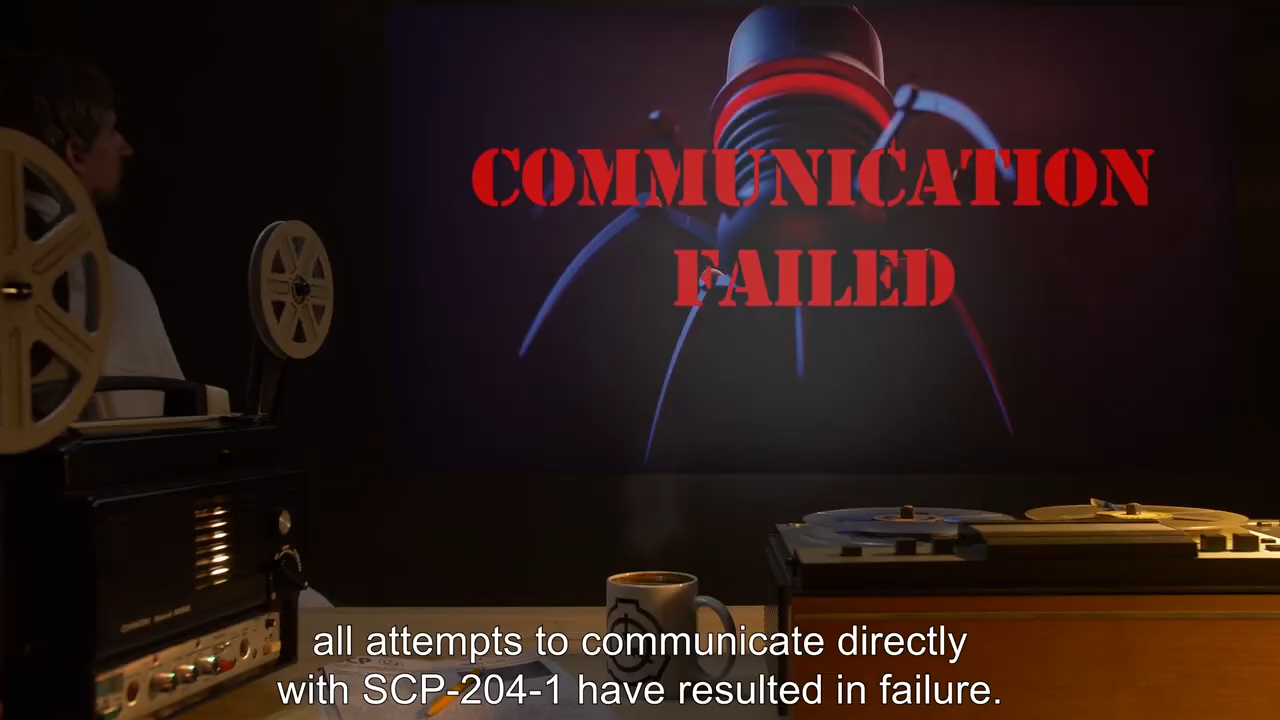 COMMUNICATION
FAILED
all attempts to communicate directly
with SCP-204-1 have resulted in failure.